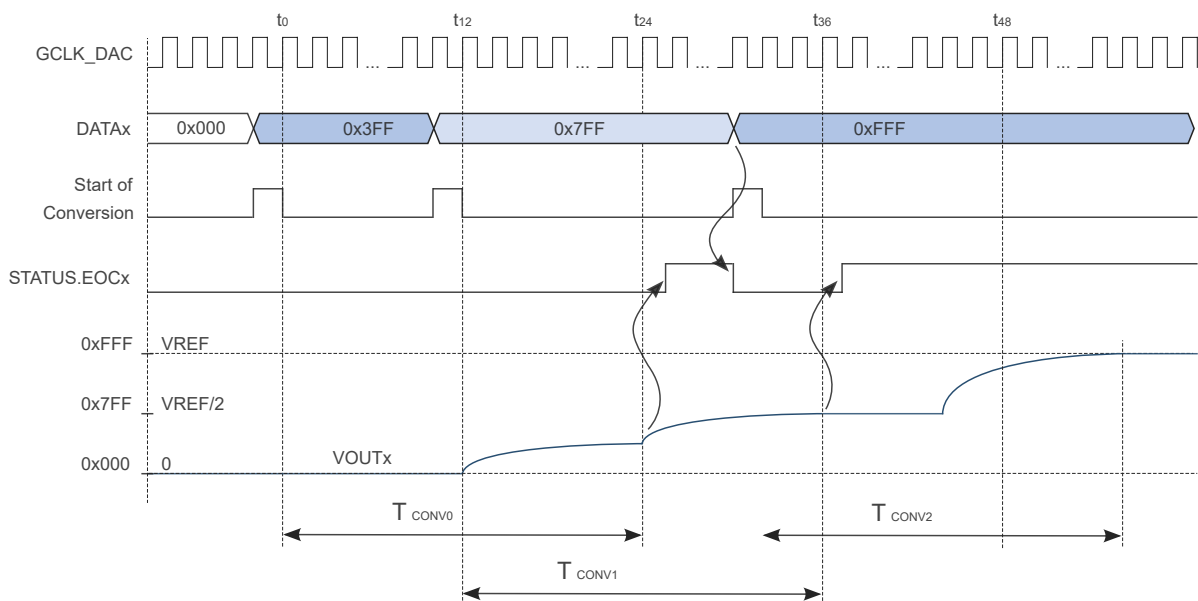 t0 t12 t24 t36 t48
GCLK_DAC ... ... ... ... ...
DATAx 0x000 0x3FF 0x7FF 0xFFF
Start of
Conversion
STATUS.EOCx
0xFFF VREF
0x7FF VREF/2
0x000 0 VOUTx
T CONV0 T CONV2
T CONV1